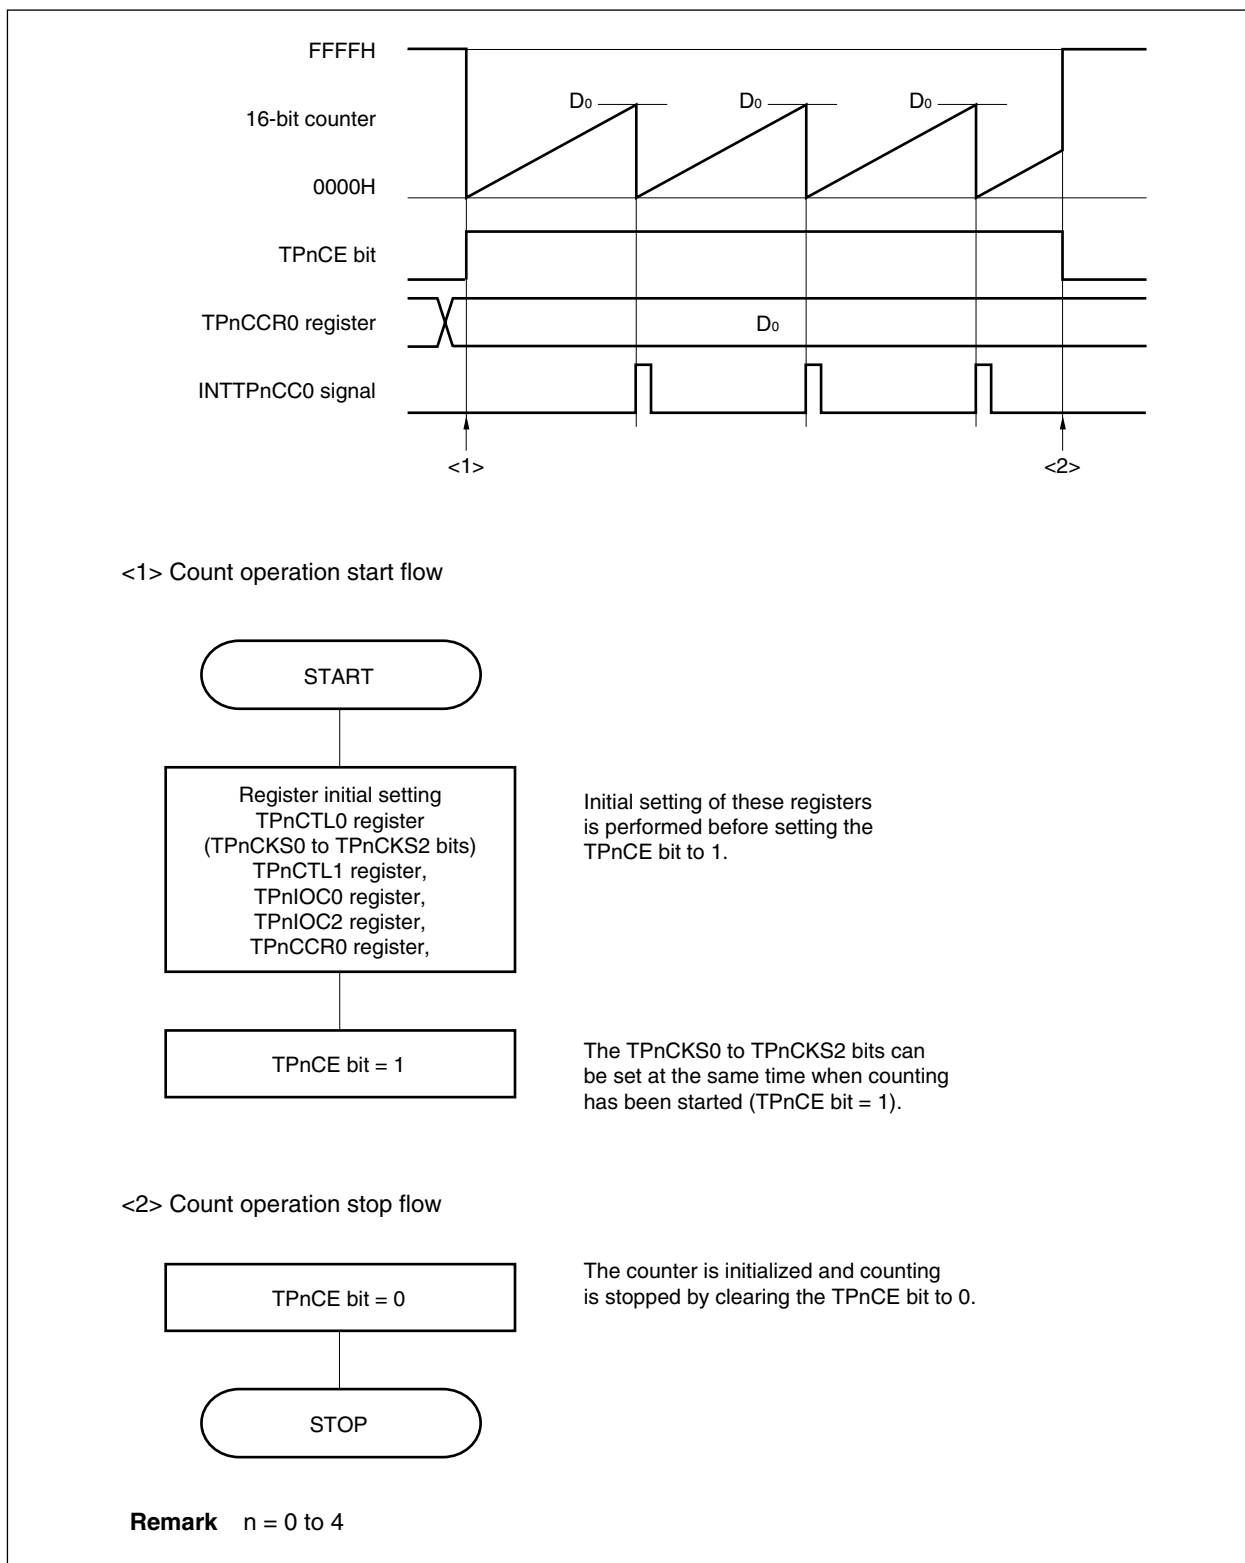 FFFFH
D0 D0 D0
16-bit counter
0000H
TPnCE bit
TPnCCR0 register
D0
INTTPnCC0 signal
<1> <2>
<1> Count operation start flow
START
Register initial setting
TPnCTL0 register
(TPnCKS0 to TPnCKS2 bits)
TPnCTL1 register,
TPnIOC0 register,
TPnIOC2 register,
TPnCCR0 register,
Initial setting of these registers
is performed before setting the
TPnCE bit to 1.
TPnCE bit = 1
The TPnCKS0 to TPnCKS2 bits can
be set at the same time when counting
has been started (TPnCE bit = 1).
<2> Count operation stop flow
TPnCE bit = 0
The counter is initialized and counting
is stopped by clearing the TPnCE bit to 0.
STOP
Remark n = 0 to 4